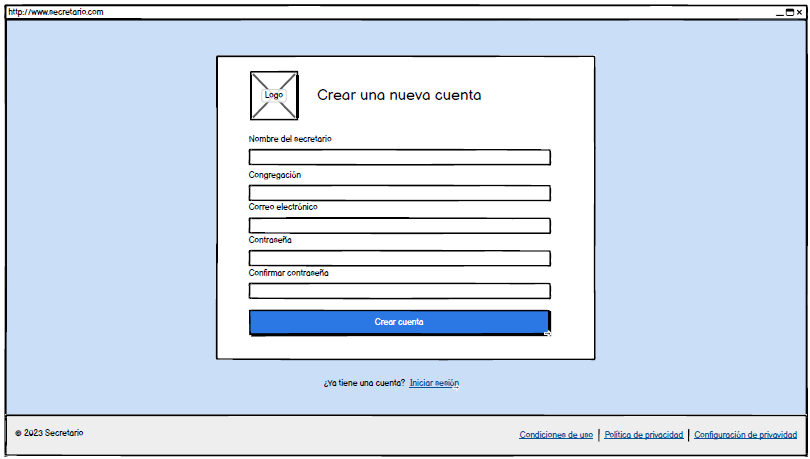 http://www.secretario.com
Logo
Crear una nueva cuenta
Nombre del secretario
Congregación
Correo electrónico
Contraseña
Confirmar contraseña
Crear cuenta
¿Ya tiene una cuenta? Iniciar sesión
© 2023 Secretario
Condiciones de uso | Política de privacidad | Configuración de privavidad